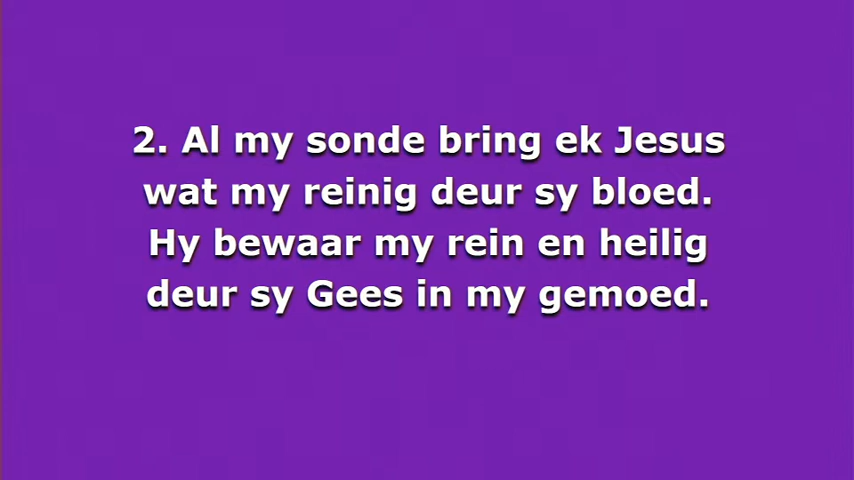 2. Al my sonde bring ek Jesus
wat my reinig deur sy bloed.
Hy bewaar my rein en heilig
deur sy Gees in my gemoed.